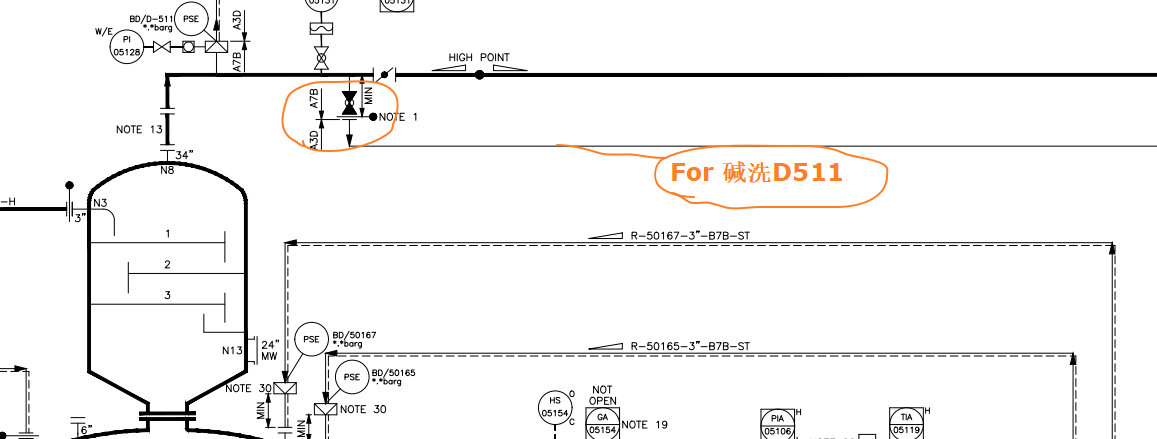 05131
05131
BD/D-511
*.*barg
PSE
A3D
W/E
PI
05128
A7B
HIGH POINT
A7B
MIN
NOTE 1
A3D
NOTE 13
34"
N8
For 碱洗D511
-H
3"
N3
1
2
3
R-50167-3"-B7B-ST
N13
24"
MW
PSE
BD/50167
*.*barg
R-50165-3"-B7B-ST
PSE
BD/50165
*.*barg
NOTE 30
MIN
NOTE 30
MIN
6"
HS
05154
O
C
NOT
OPEN
GA
05154
NOTE 19
PIA
05106
H
TIA
05119
H